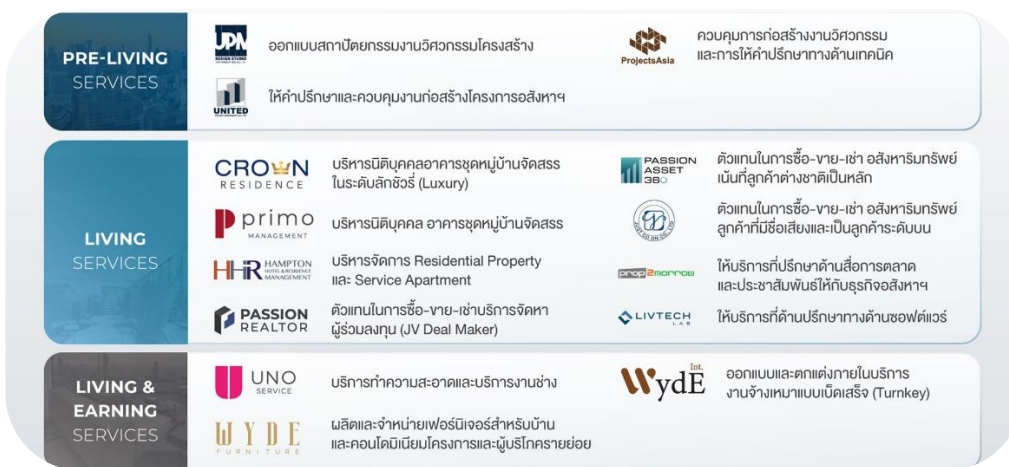 PRE-LIVING
SERVICES
UPM
DESIGN STUDIO
ออกแบบสถาปัตยกรรมงานวิศวกรรมโครงสร้าง
ProjectsAsia
ควบคุมการก่อสร้างงานวิศวกรรม
และการให้คำปรึกษาทางด้านเทคนิค
UNITED
ให้คำปรึกษาและควบคุมงานก่อสร้างโครงการอสังหาฯ
LIVING
SERVICES
CROWN
RESIDENCE
บริหารนิติบุคคลอาคารชุดหมู่บ้านจัดสรร
ในระดับลักชัวรี่ (Luxury)
PASSION
ASSET
360
ตัวแทนในการซื้อ-ขาย-เช่า อสังหาริมทรัพย์
เน้นที่ลูกค้าต่างชาติเป็นหลัก
primo
MANAGEMENT
บริหารนิติบุคคล อาคารชุดหมู่บ้านจัดสรร
ตัวแทนในการซื้อ-ขาย-เช่า อสังหาริมทรัพย์
ลูกค้าที่มีชื่อเสียงและเป็นลูกค้าระดับบน
HHR HAMPTON
HOTEL & RESIDENCE
MANAGEMENT
บริหารจัดการ Residential Property
และ Service Apartment
prop2morrow
ให้บริการที่ปรึกษาด้านสื่อการตลาด
และประชาสัมพันธ์ให้กับธุรกิจอสังหาฯ
PASSION
REALTOR
ตัวแทนในการซื้อ-ขาย-เช่าบริการจัดหา
ผู้ร่วมลงทุน (JV Deal Maker)
LIVTECH
LAB
ให้บริการที่ด้านปรึกษาทางด้านซอฟต์แวร์
LIVING &
EARNING
SERVICES
UNO
SERVICE
บริการทำความสะอาดและบริการงานช่าง
WydE Int.
ออกแบบและตกแต่งภายในบริการ
งานจ้างเหมาแบบเบ็ดเสร็จ (Turnkey)
WYDE
FURNITURE
ผลิตและจำหน่ายเฟอร์นิเจอร์สำหรับบ้าน
และคอนโดมิเนียมโครงการและผู้บริโภครายย่อย